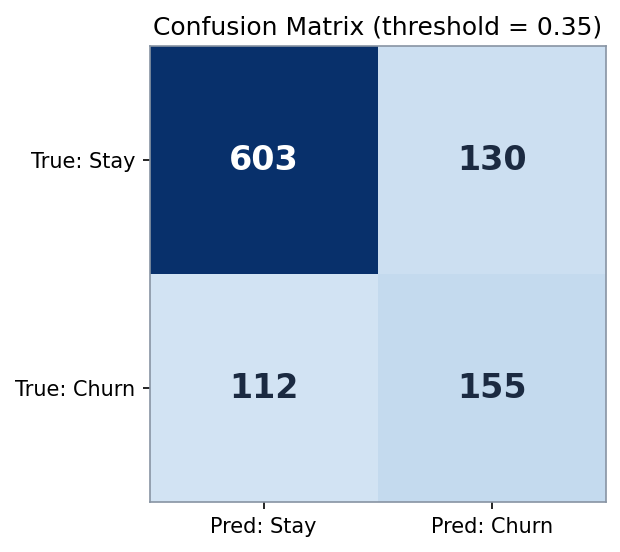 Confusion Matrix (threshold = 0.35)
True: Stay
603
130
True: Churn
112
155
Pred: Stay
Pred: Churn